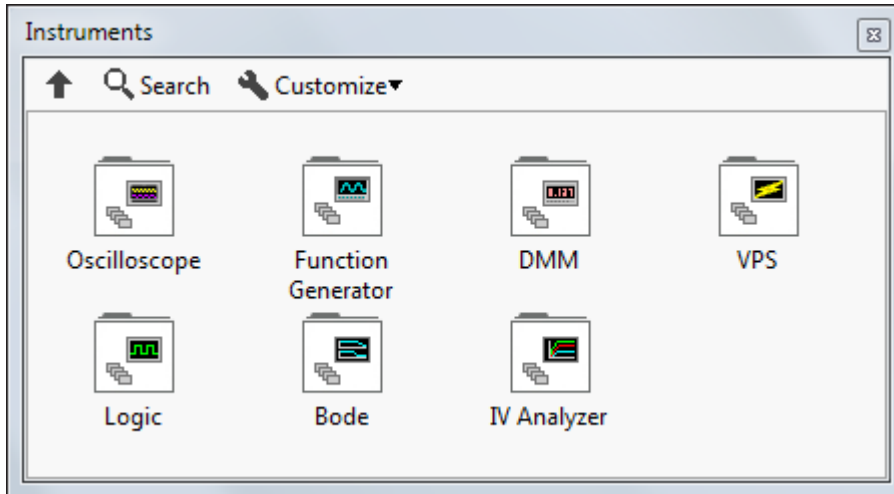 Instruments
Search Customize
Oscilloscope Function Generator DMM VPS
Logic Bode IV Analyzer